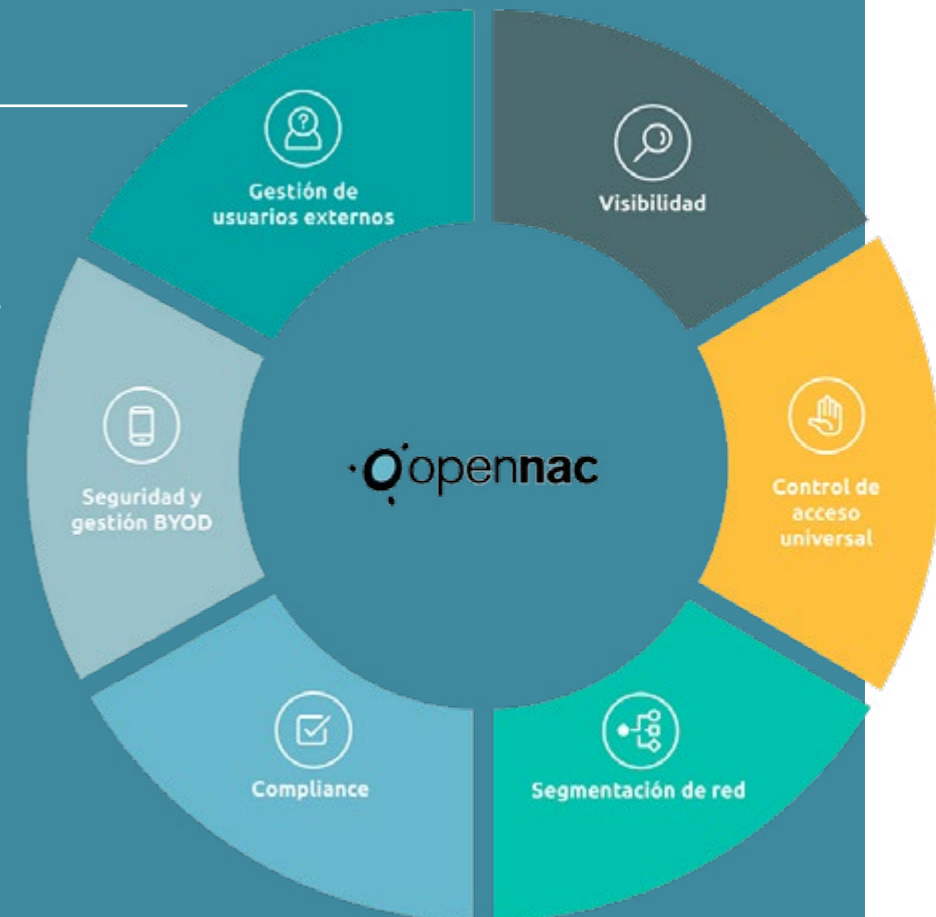 Gestión de
usuarios externos
Visibilidad
Seguridad y
gestión BYOD
opennac
Control de
acceso
universal
Compliance
Segmentación de red